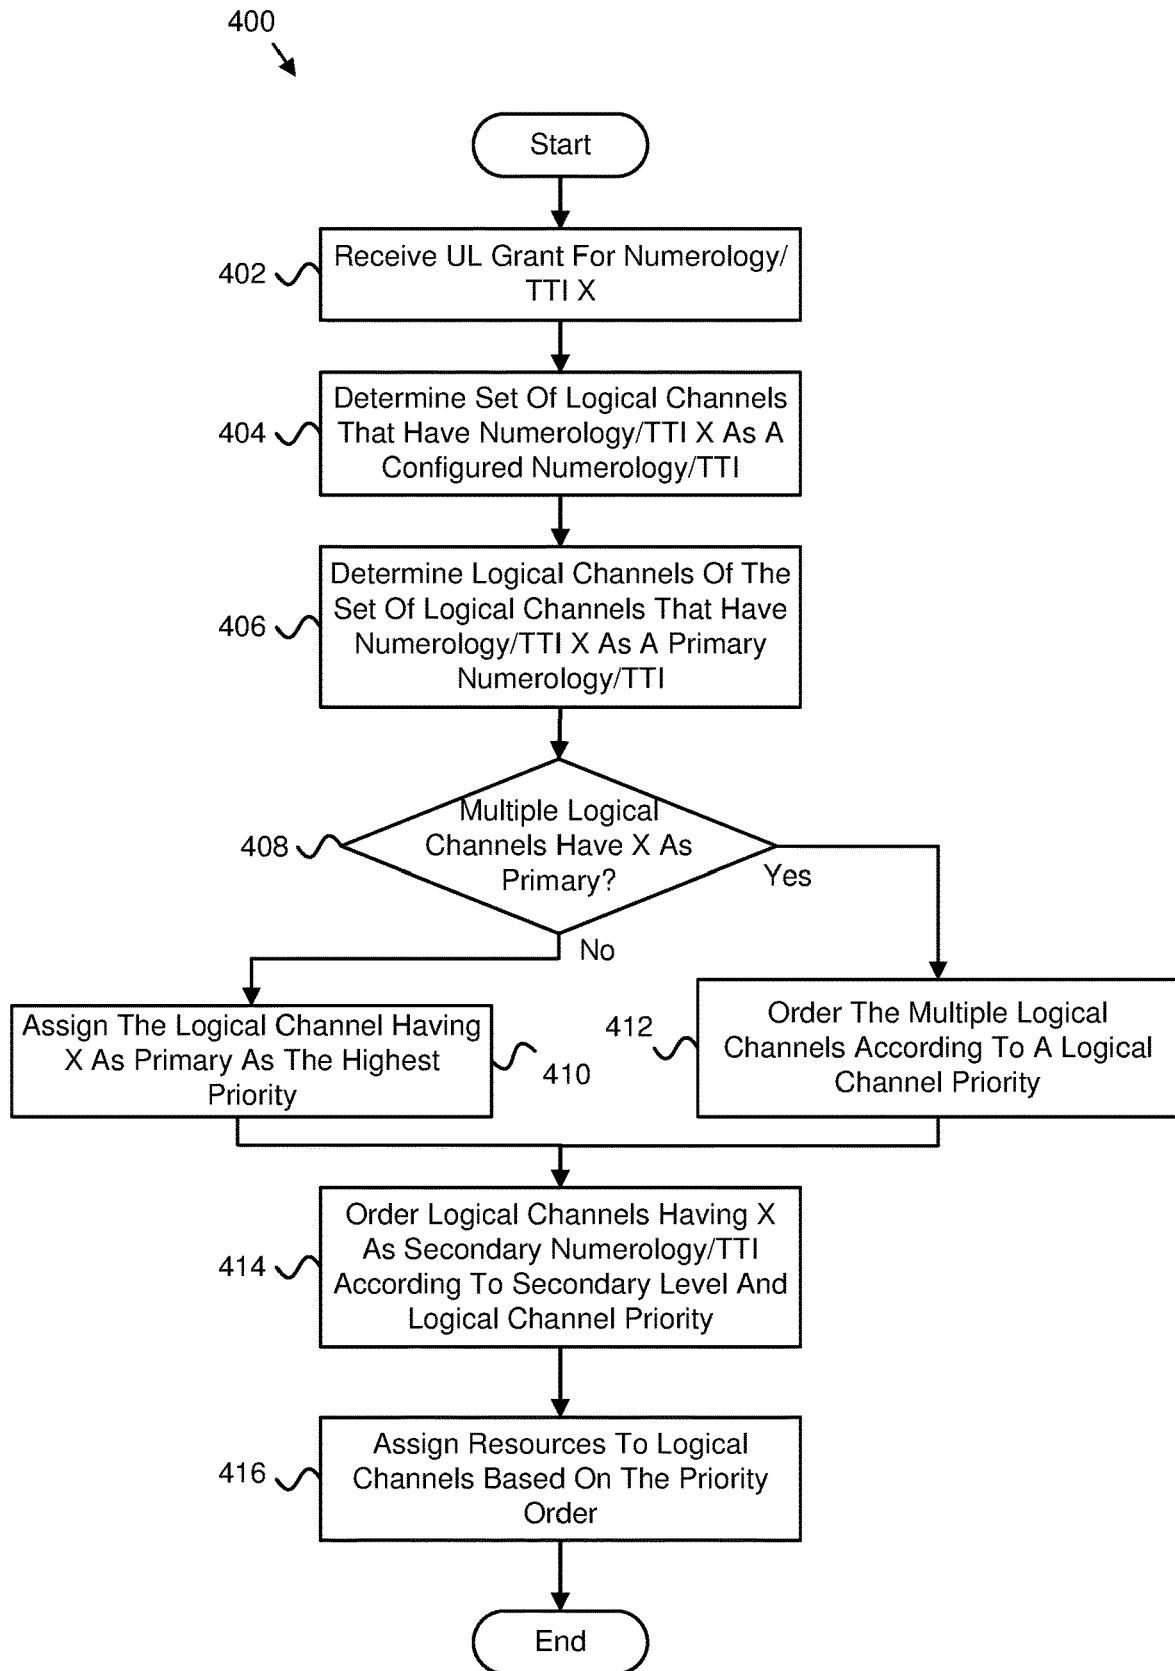 400
Start
402
Receive UL Grant For Numerology/
TTI X
404
Determine Set Of Logical Channels
That Have Numerology/TTI X As A
Configured Numerology/TTI
406
Determine Logical Channels Of The
Set Of Logical Channels That Have
Numerology/TTI X As A Primary
Numerology/TTI
408
Multiple Logical
Channels Have X As
Primary?
Yes
No
Assign The Logical Channel Having
X As Primary As The Highest
Priority
410
412
Order The Multiple Logical
Channels According To A Logical
Channel Priority
414
Order Logical Channels Having X
As Secondary Numerology/TTI
According To Secondary Level And
Logical Channel Priority
416
Assign Resources To Logical
Channels Based On The Priority
Order
End